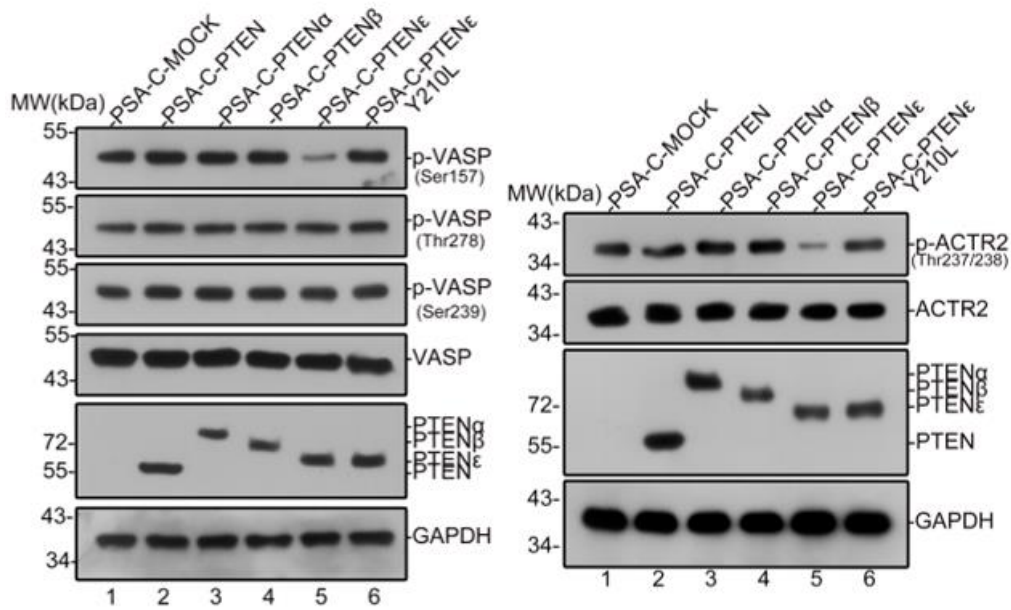 -PSA-C-MOCK
-PSA-C-PTEN
-PSA-C-PTENα
-PSA-C-PTENβ
-PSA-C-PTENε
-PSA-C-PTENε
Y210L
MW(kDa)
55-
43-
p-VASP
(Ser157)
55-
43-
p-VASP
(Thr278)
55-
43-
p-VASP
(Ser239)
55-
43-
VASP
72-
55-
PTENα
PTENβ
PTENε
PTEN
43-
34-
GAPDH
1 2 3 4 5 6
-PSA-C-MOCK
-PSA-C-PTEN
-PSA-C-PTENα
-PSA-C-PTENβ
-PSA-C-PTENε
-PSA-C-PTENε
Y210L
MW(kDa)
43-
34-
p-ACTR2
(Thr237/238)
43-
34-
ACTR2
72-
55-
PTENα
PTENβ
PTENε
PTEN
43-
34-
GAPDH
1 2 3 4 5 6